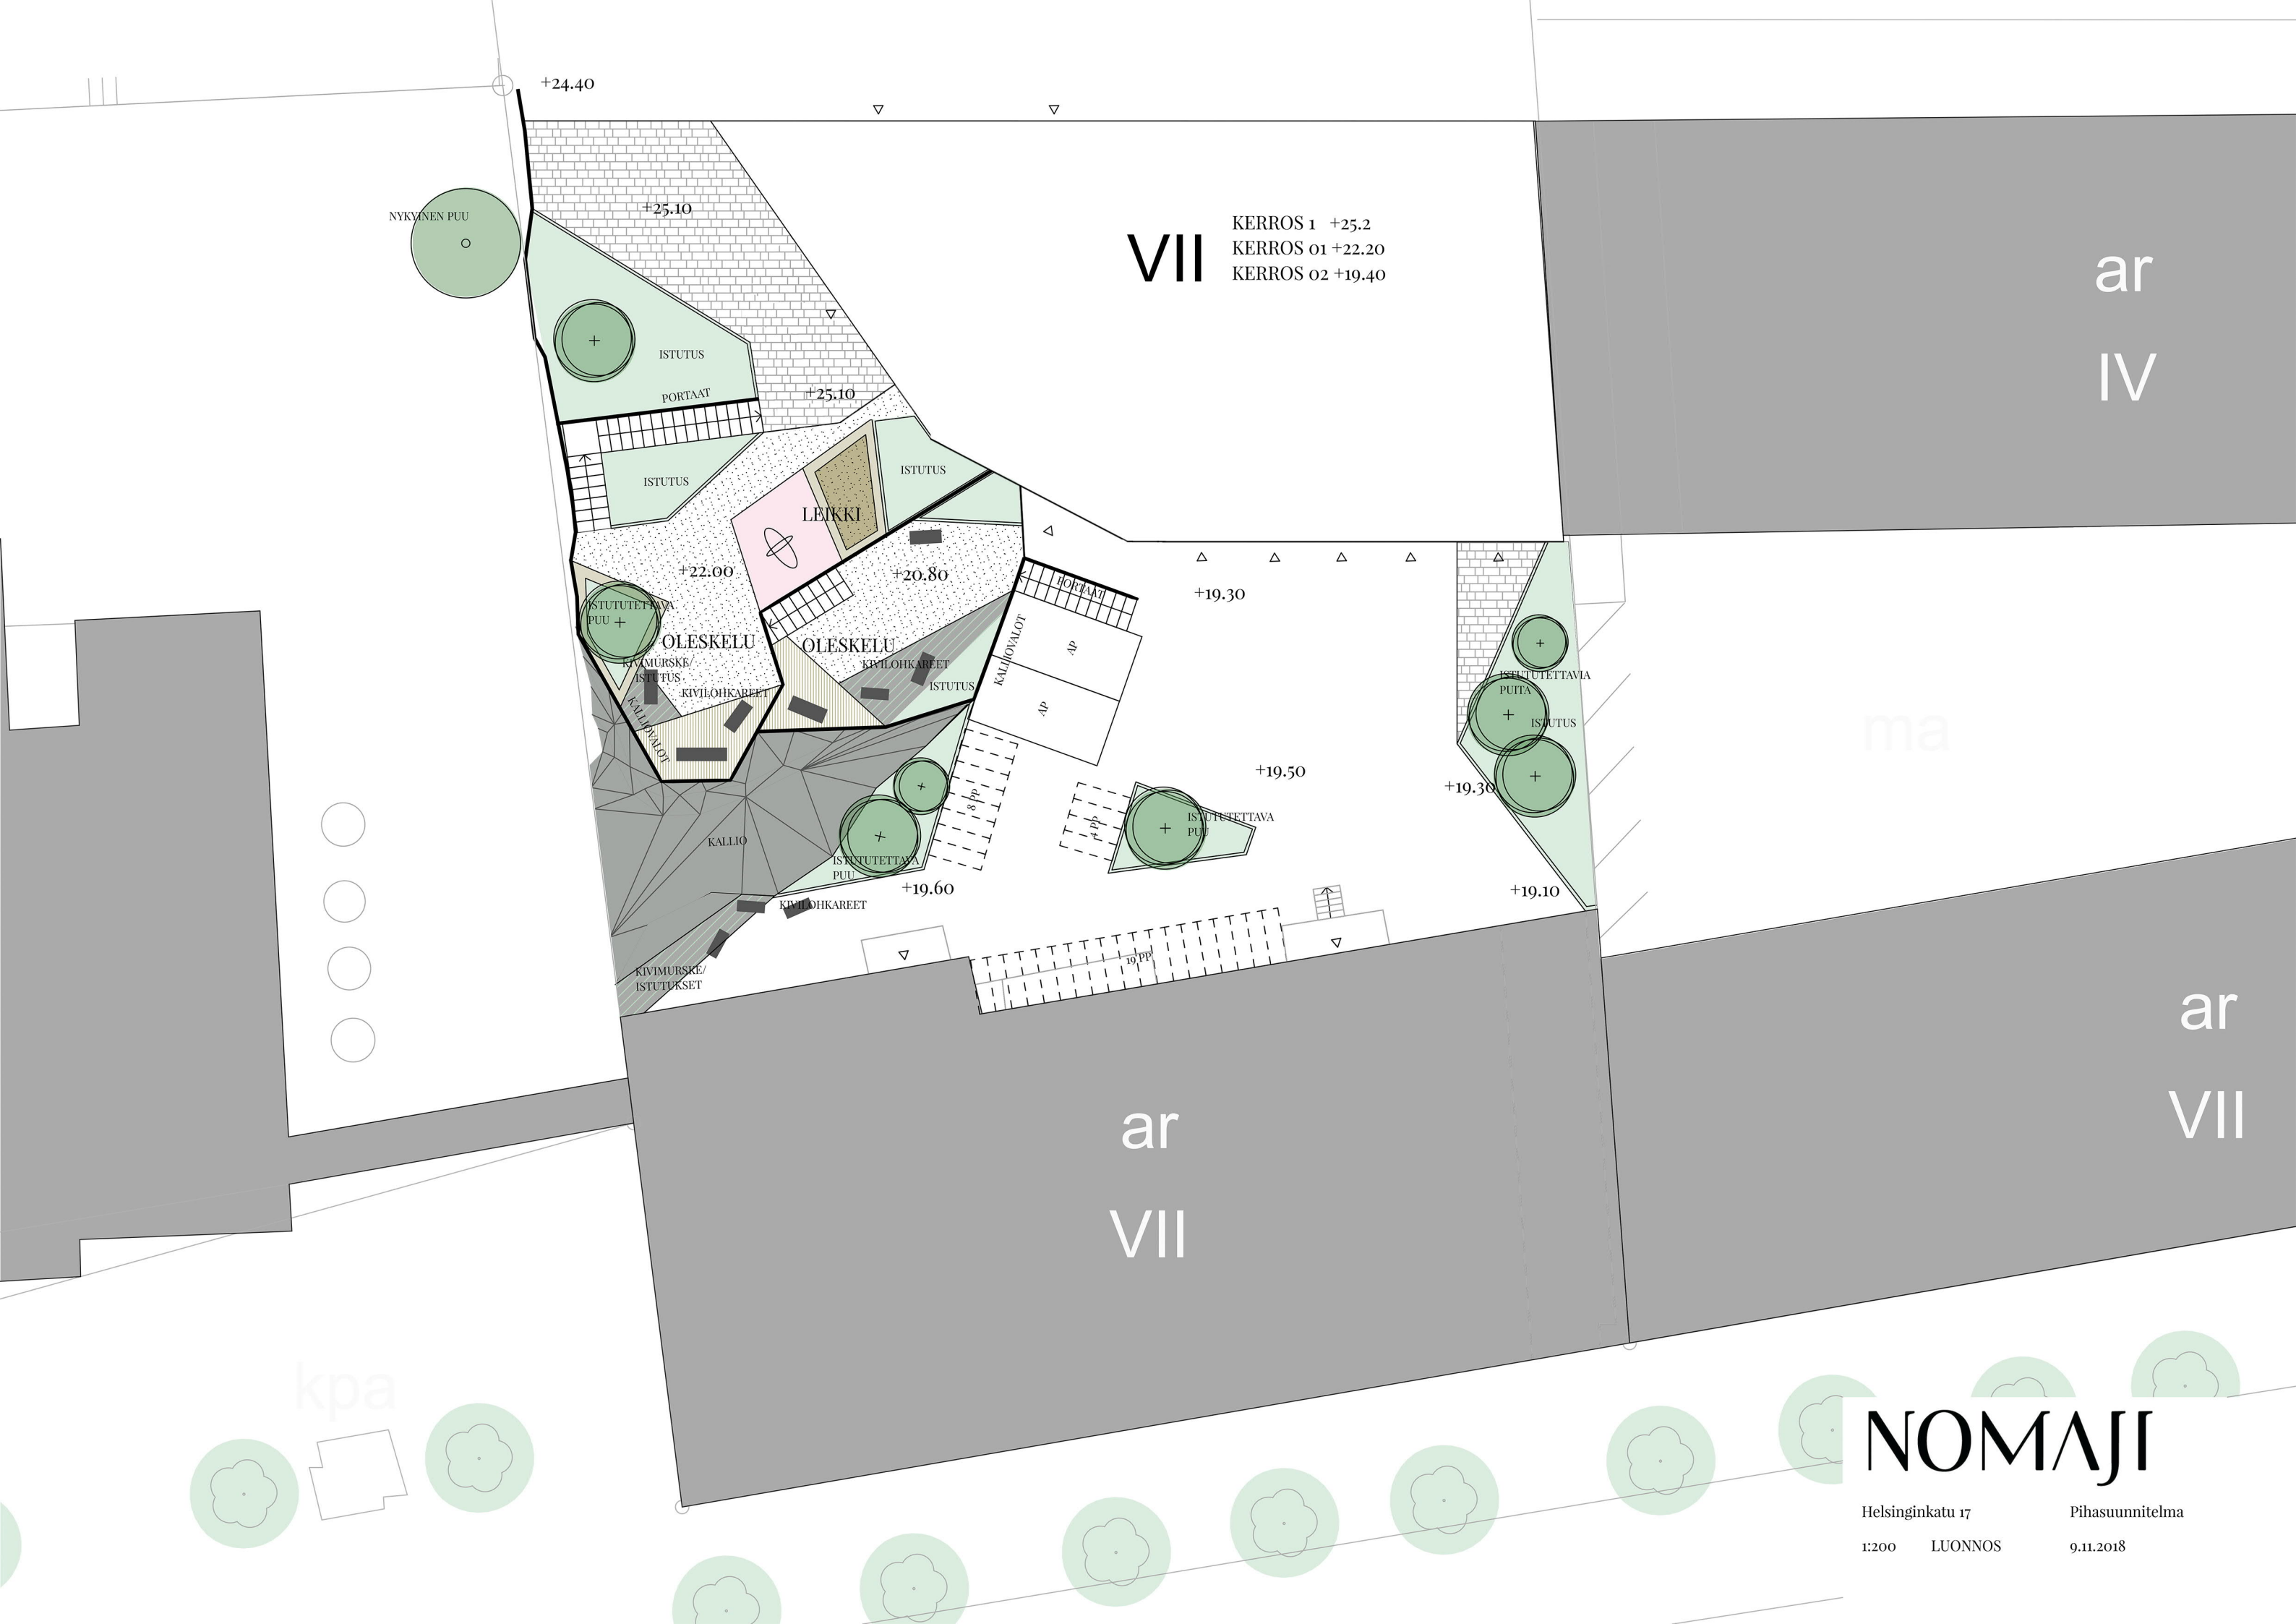 +24.40
NYKYINEN PUU
+25.10
VII
KERROS 1 +25.2
KERROS 01 +22.20
KERROS 02 +19.40
ar
IV
ISTUTUS
PORTAAT
+25.10
ISTUTUS
ISTUTUS
LEIKKI
+22.00
+20.80
PORTAAT
+19.30
ISTUTUTETTAVA
PUU
OLESKELU
OLESKELU
KIVIMURSKE/
ISTUTUS
KIVILOHKAREET
KIVILOHKAREET
ISTUTUS
KALLIOVALOT
KALLIOVALOT
AP
AP
ISTUTUTETTAVIA
PUITA
ISTUTUS
ma
+19.50
+19.30
8 PP
4 PP
ISTUTUTETTAVA
PUU
KALLIO
ISTUTUTETTAVA
PUU
+19.60
+19.10
KIVILOHKAREET
19 PP
KIVIMURSKE/
ISTUTUKSET
ar
VII
ar
VII
kpa
NOMAJI
Helsinginkatu 17 Pihasuunnitelma
1:200 LUONNOS 9.11.2018